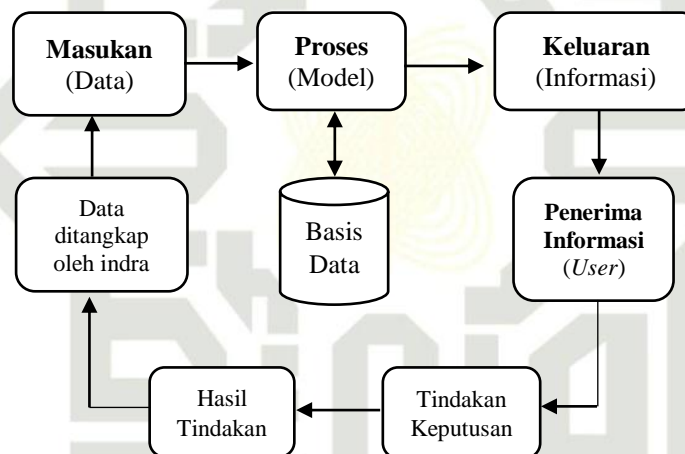 Masukan
(Data)
Proses
(Model)
Keluaran
(Informasi)
Data
ditangkap
oleh indra
Basis
Data
Penerima
Informasi
(User)
Hasil
Tindakan
Tindakan
Keputusan